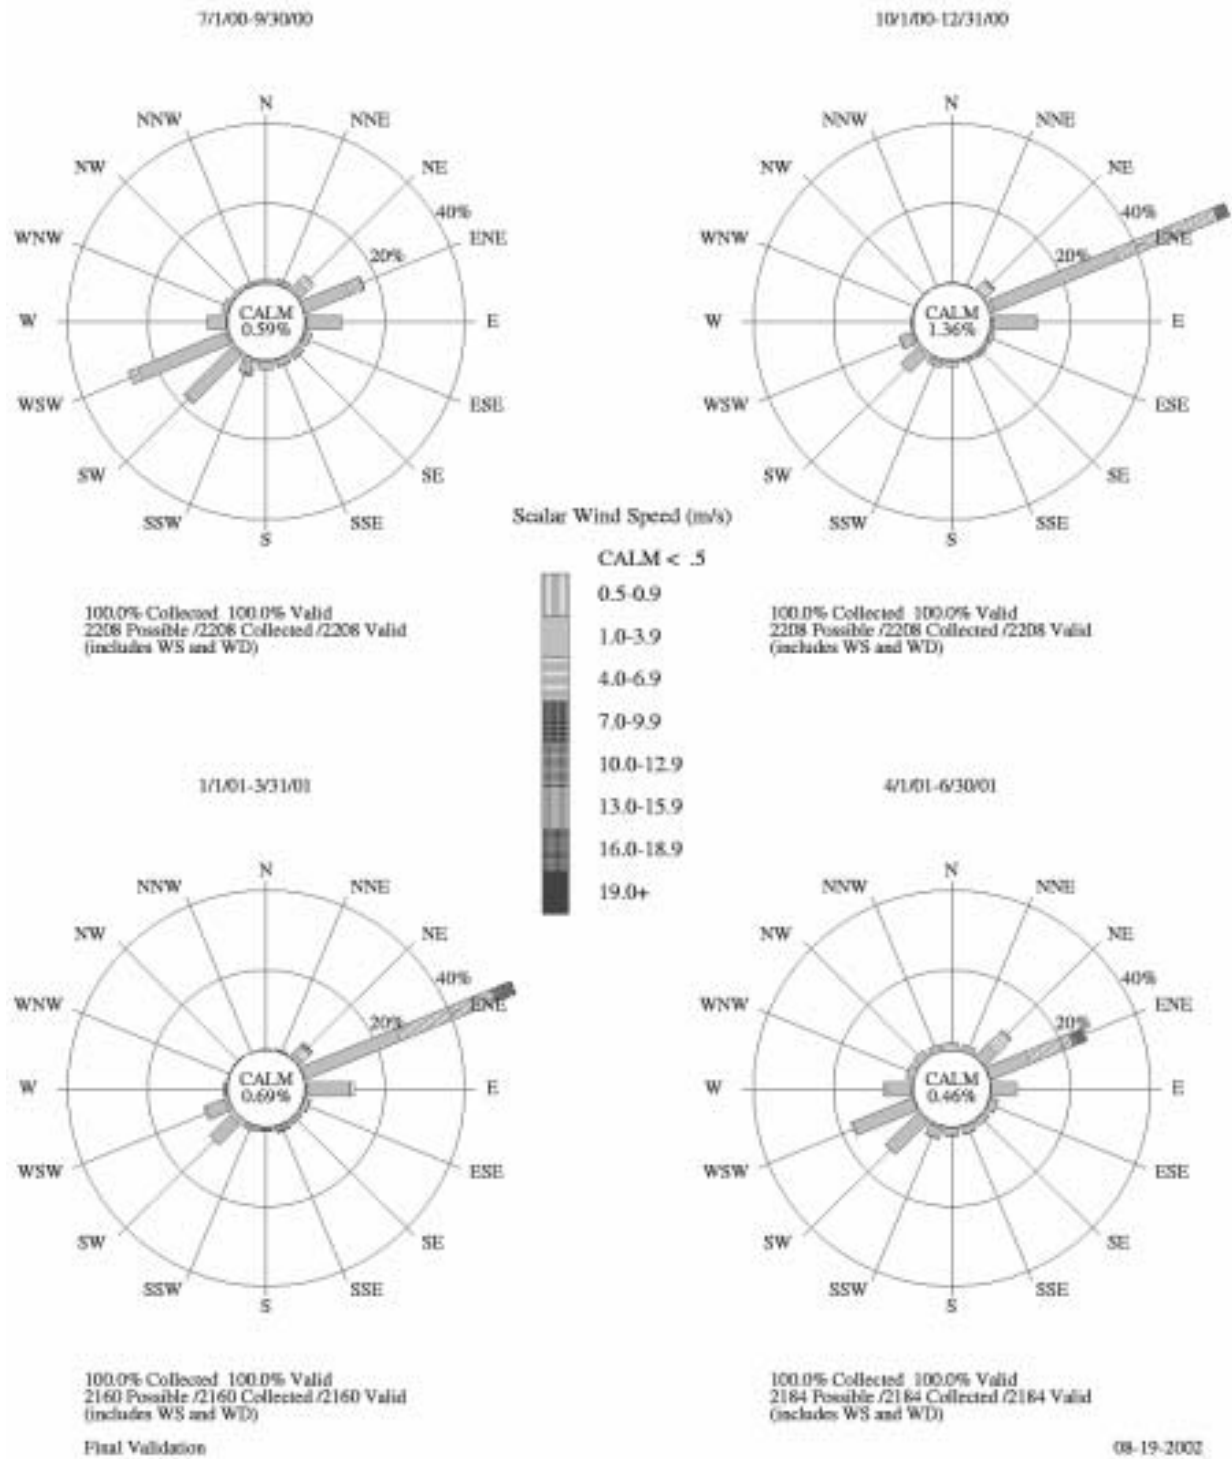 7/1/00-9/30/00
N
NNW
NNE
NW
NE
40%
WNW
ENE
20%
CALM
0.59%
W
E
WSW
ESE
SW
SE
SSW
SSE
S
100.0% Collected 100.0% Valid
2208 Possible /2208 Collected /2208 Valid
(includes WS and WD)
10/1/00-12/31/00
N
NNW
NNE
NW
NE
40%
WNW
ENE
20%
CALM
1.36%
W
E
WSW
ESE
SW
SE
SSW
SSE
S
100.0% Collected 100.0% Valid
2208 Possible /2208 Collected /2208 Valid
(includes WS and WD)
Scalar Wind Speed (m/s)
CALM < .5
0.5-0.9
1.0-3.9
4.0-6.9
7.0-9.9
10.0-12.9
13.0-15.9
16.0-18.9
19.0+
1/1/01-3/31/01
N
NNW
NNE
NW
NE
40%
WNW
ENE
20%
CALM
0.69%
W
E
WSW
ESE
SW
SE
SSW
SSE
S
100.0% Collected 100.0% Valid
2160 Possible /2160 Collected /2160 Valid
(includes WS and WD)
4/1/01-6/30/01
N
NNW
NNE
NW
NE
40%
WNW
ENE
20%
CALM
0.46%
W
E
WSW
ESE
SW
SE
SSW
SSE
S
100.0% Collected 100.0% Valid
2184 Possible /2184 Collected /2184 Valid
(includes WS and WD)
Final Validation
08-19-2002